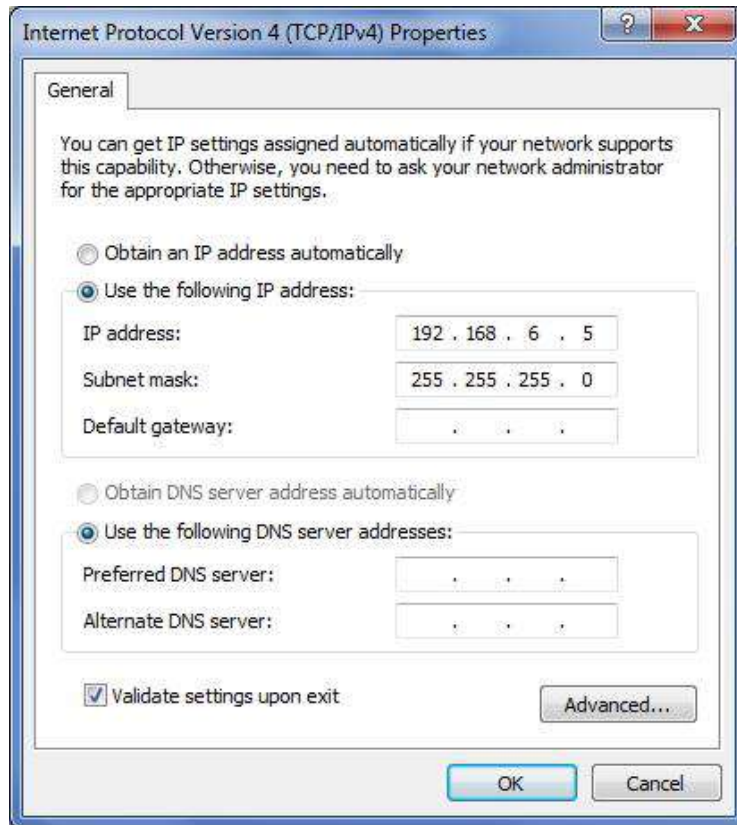 Internet Protocol Version 4 (TCP/IPv4) Properties
General
You can get IP settings assigned automatically if your network supports
this capability. Otherwise, you need to ask your network administrator
for the appropriate IP settings.
Obtain an IP address automatically
Use the following IP address:
IP address: 192 . 168 . 6 . 5
Subnet mask: 255 . 255 . 255 . 0
Default gateway: . . .
Obtain DNS server address automatically
Use the following DNS server addresses:
Preferred DNS server: . . .
Alternate DNS server: . . .
Validate settings upon exit
Advanced...
OK Cancel